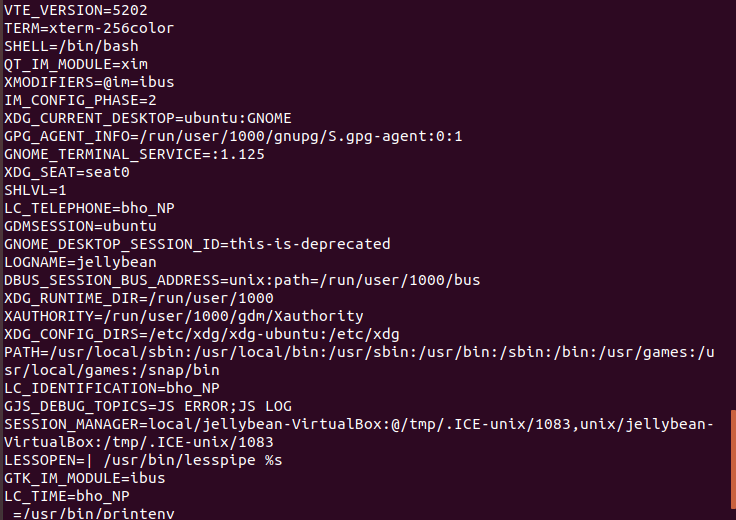 VTE_VERSION=5202
TERM=xterm-256color
SHELL=/bin/bash
QT_IM_MODULE=xim
XMODIFIERS=@im=ibus
IM_CONFIG_PHASE=2
XDG_CURRENT_DESKTOP=ubuntu:GNOME
GPG_AGENT_INFO=/run/user/1000/gnupg/S.gpg-agent:0:1
GNOME_TERMINAL_SERVICE=:1.125
XDG_SEAT=seat0
SHLVL=1
LC_TELEPHONE=bho_NP
GDMSESSION=ubuntu
GNOME_DESKTOP_SESSION_ID=this-is-deprecated
LOGNAME=jellybean
DBUS_SESSION_BUS_ADDRESS=unix:path=/run/user/1000/bus
XDG_RUNTIME_DIR=/run/user/1000
XAUTHORITY=/run/user/1000/gdm/Xauthority
XDG_CONFIG_DIRS=/etc/xdg/xdg-ubuntu:/etc/xdg
PATH=/usr/local/sbin:/usr/local/bin:/usr/sbin:/usr/bin:/sbin:/bin:/usr/games:/u
sr/local/games:/snap/bin
LC_IDENTIFICATION=bho_NP
GJS_DEBUG_TOPICS=JS ERROR;JS LOG
SESSION_MANAGER=local/jellybean-VirtualBox:@/tmp/.ICE-unix/1083,unix/jellybean-
VirtualBox:/tmp/.ICE-unix/1083
LESSOPEN=| /usr/bin/lesspipe %s
GTK_IM_MODULE=ibus
LC_TIME=bho_NP
_=/usr/bin/printenv